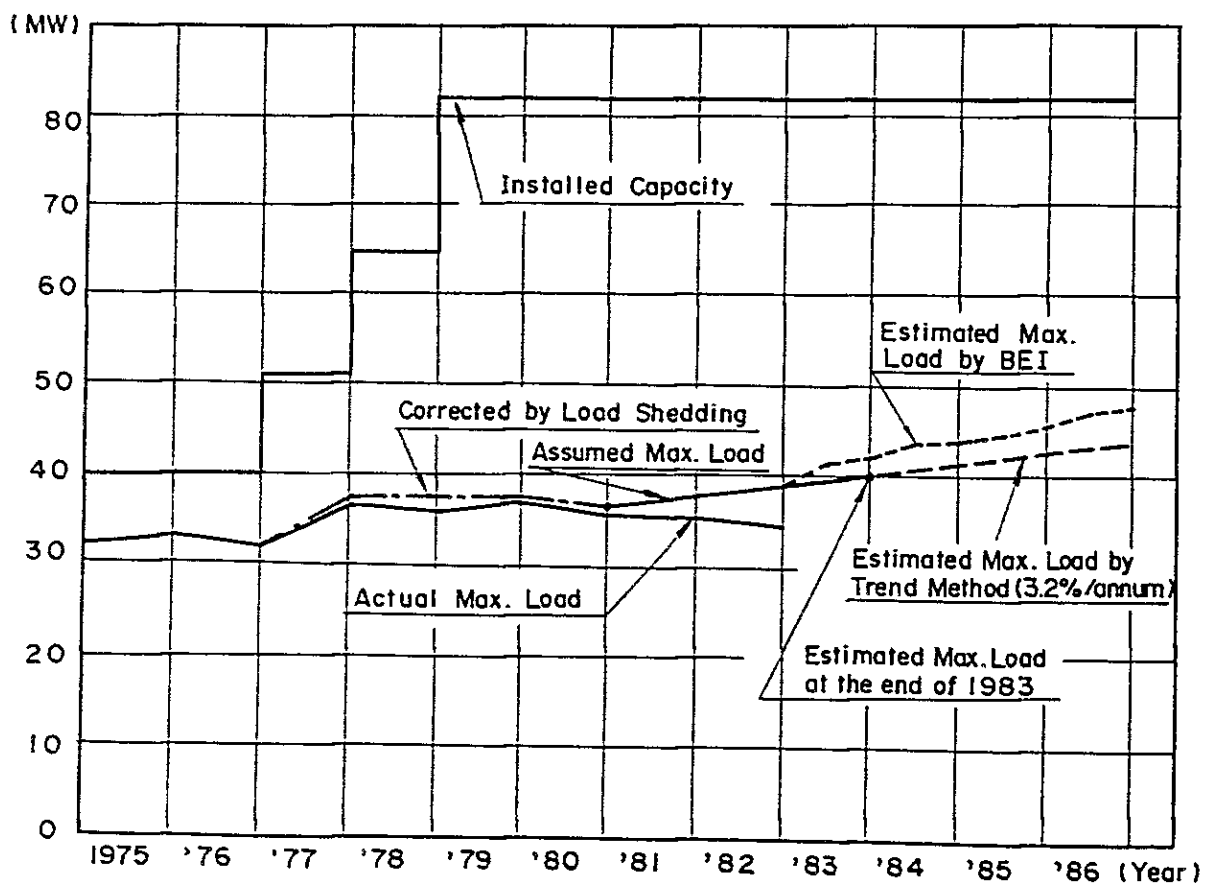 (MW)
80
70
60
50
40
30
20
10
0
Installed Capacity
Estimated Max.
Load by BEI
Corrected by Load Shedding
Assumed Max. Load
Actual Max. Load
Estimated Max. Load by
Trend Method (3.2%/annum)
Estimated Max. Load
at the end of 1983
1975 '76 '77 '78 '79 '80 '81 '82 '83 '84 '85 '86 (Year)